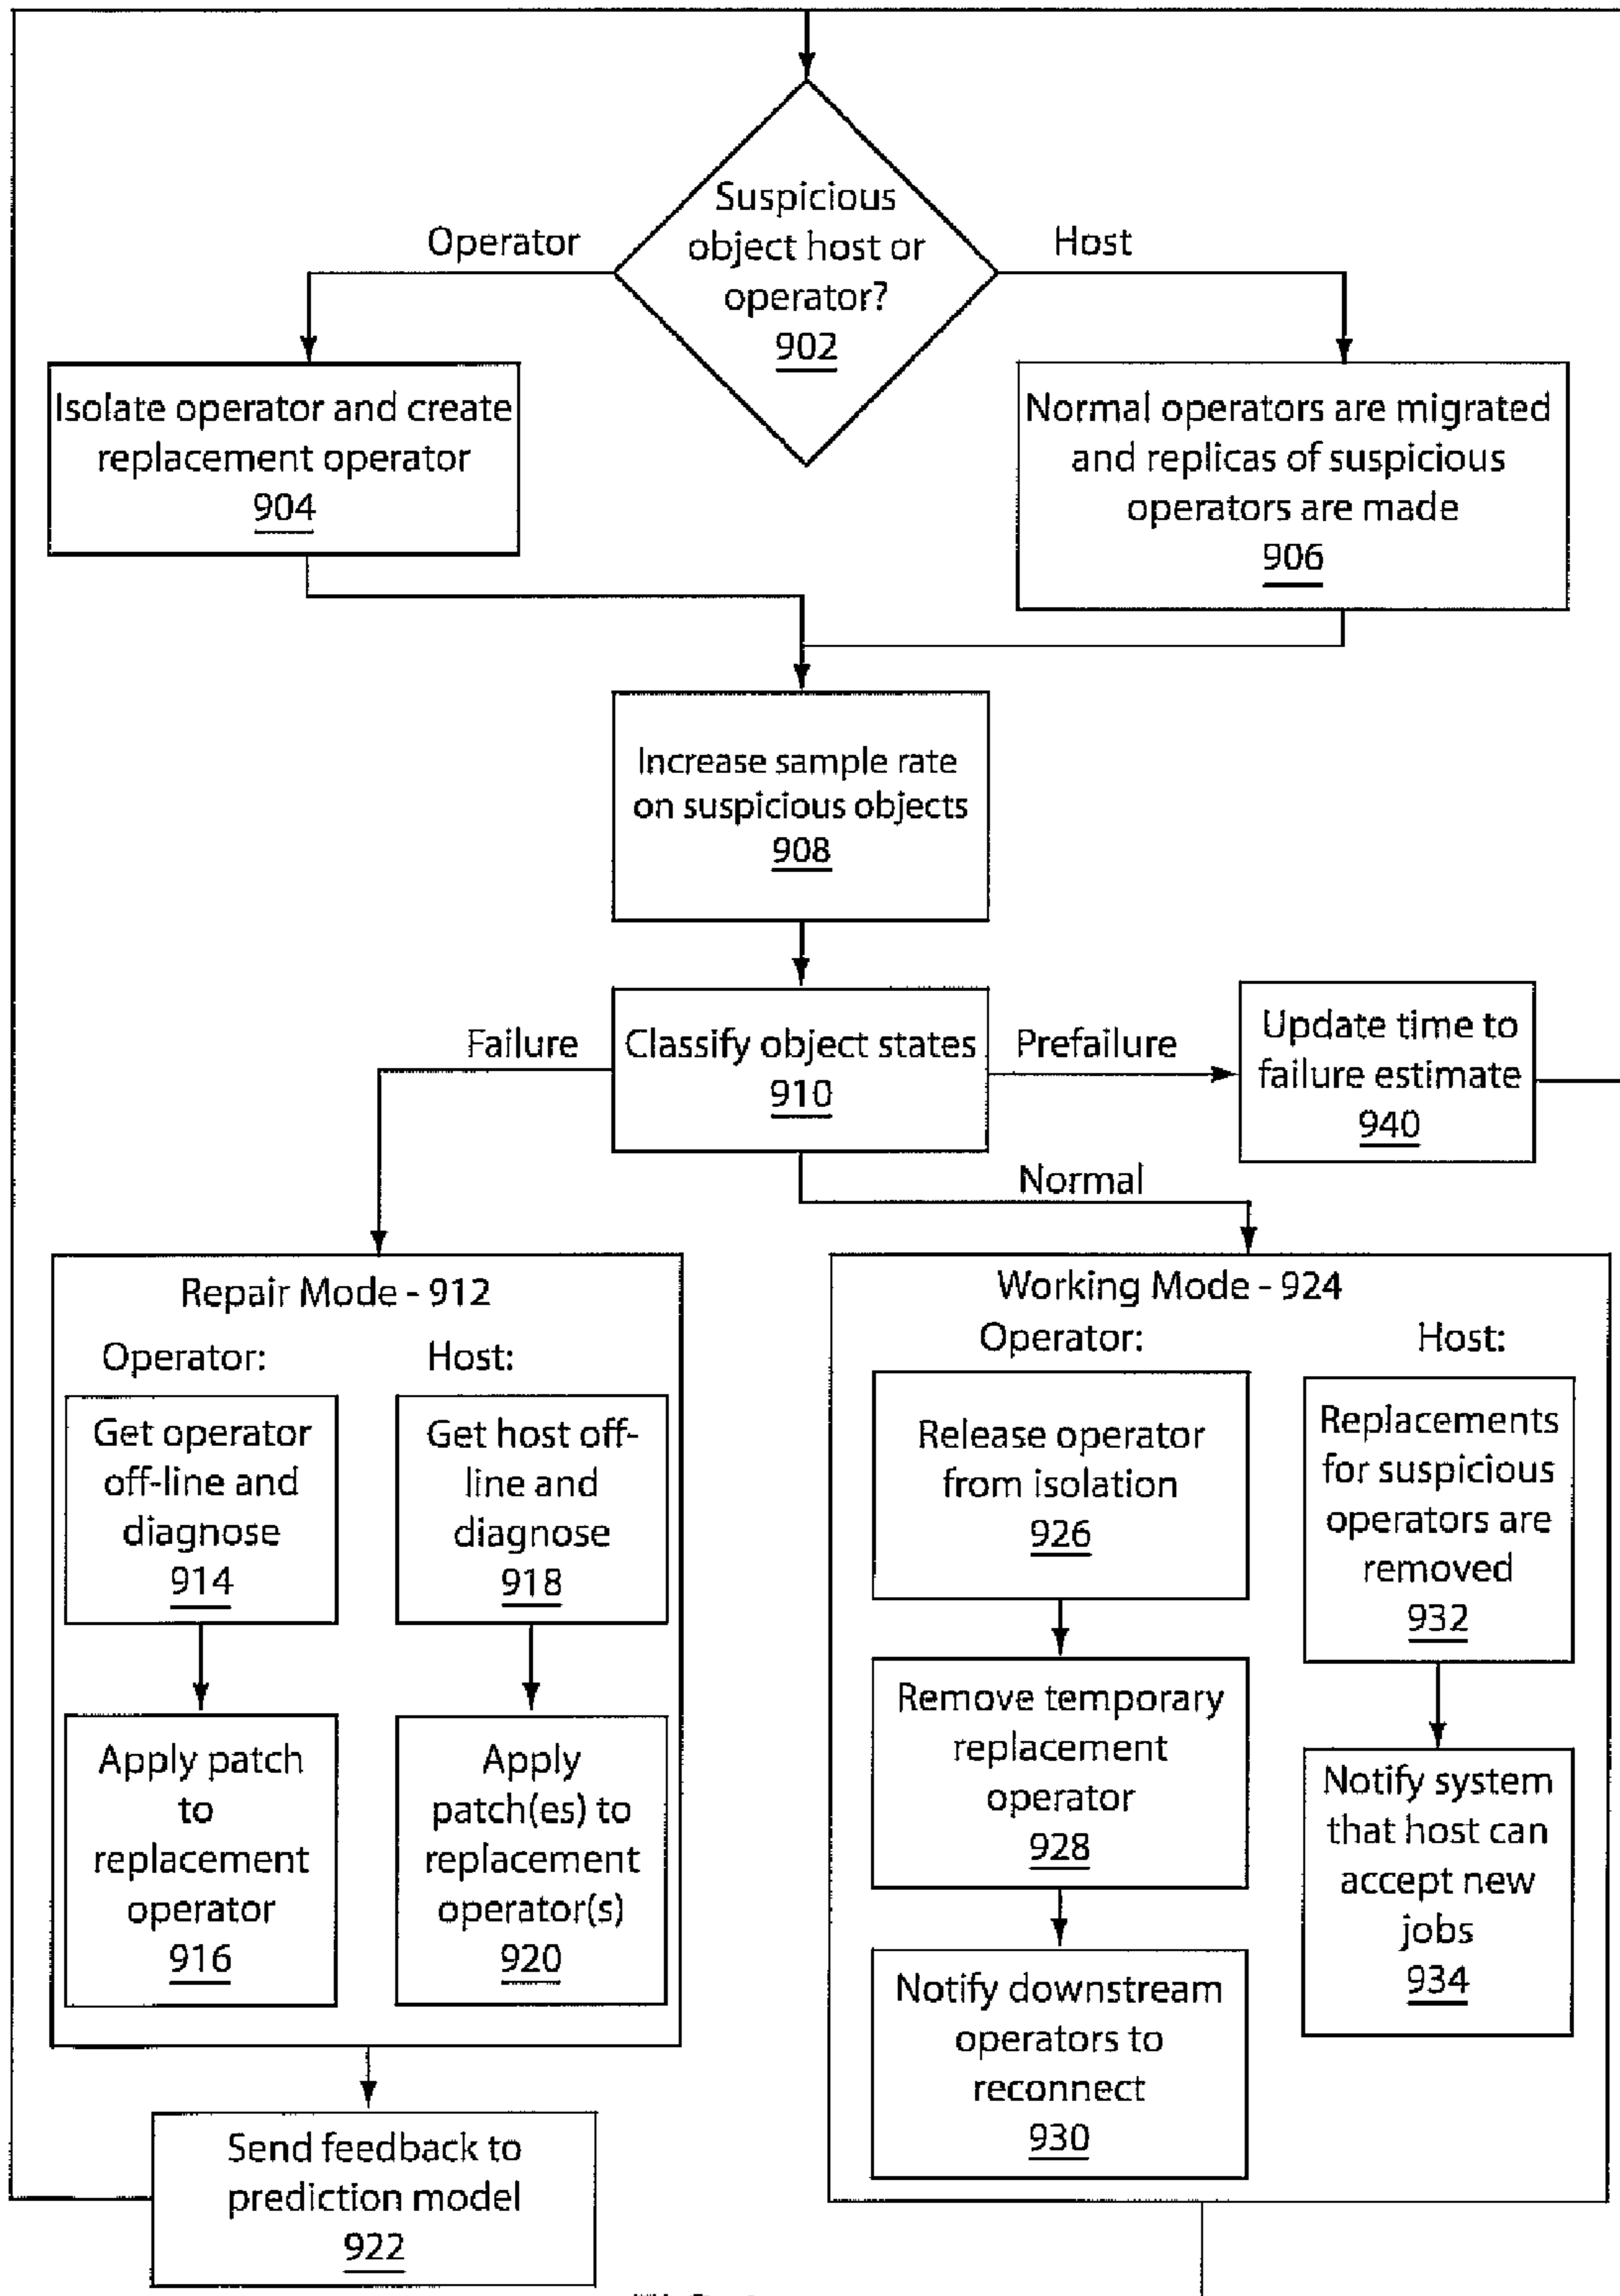 Suspicious
object host or
operator?
902
Operator
Host
Isolate operator and create
replacement operator
904
Normal operators are migrated
and replicas of suspicious
operators are made
906
Increase sample rate
on suspicious objects
908
Failure
Classify object states
910
Prefailure
Update time to
failure estimate
940
Normal
Repair Mode - 912
Operator:
Host:
Get operator
off-line and
diagnose
914
Get host off-
line and
diagnose
918
Apply patch
to
replacement
operator
916
Apply
patch(es) to
replacement
operator(s)
920
Send feedback to
prediction model
922
Working Mode - 924
Operator:
Host:
Release operator
from isolation
926
Replacements
for suspicious
operators are
removed
932
Remove temporary
replacement
operator
928
Notify system
that host can
accept new
jobs
934
Notify downstream
operators to
reconnect
930